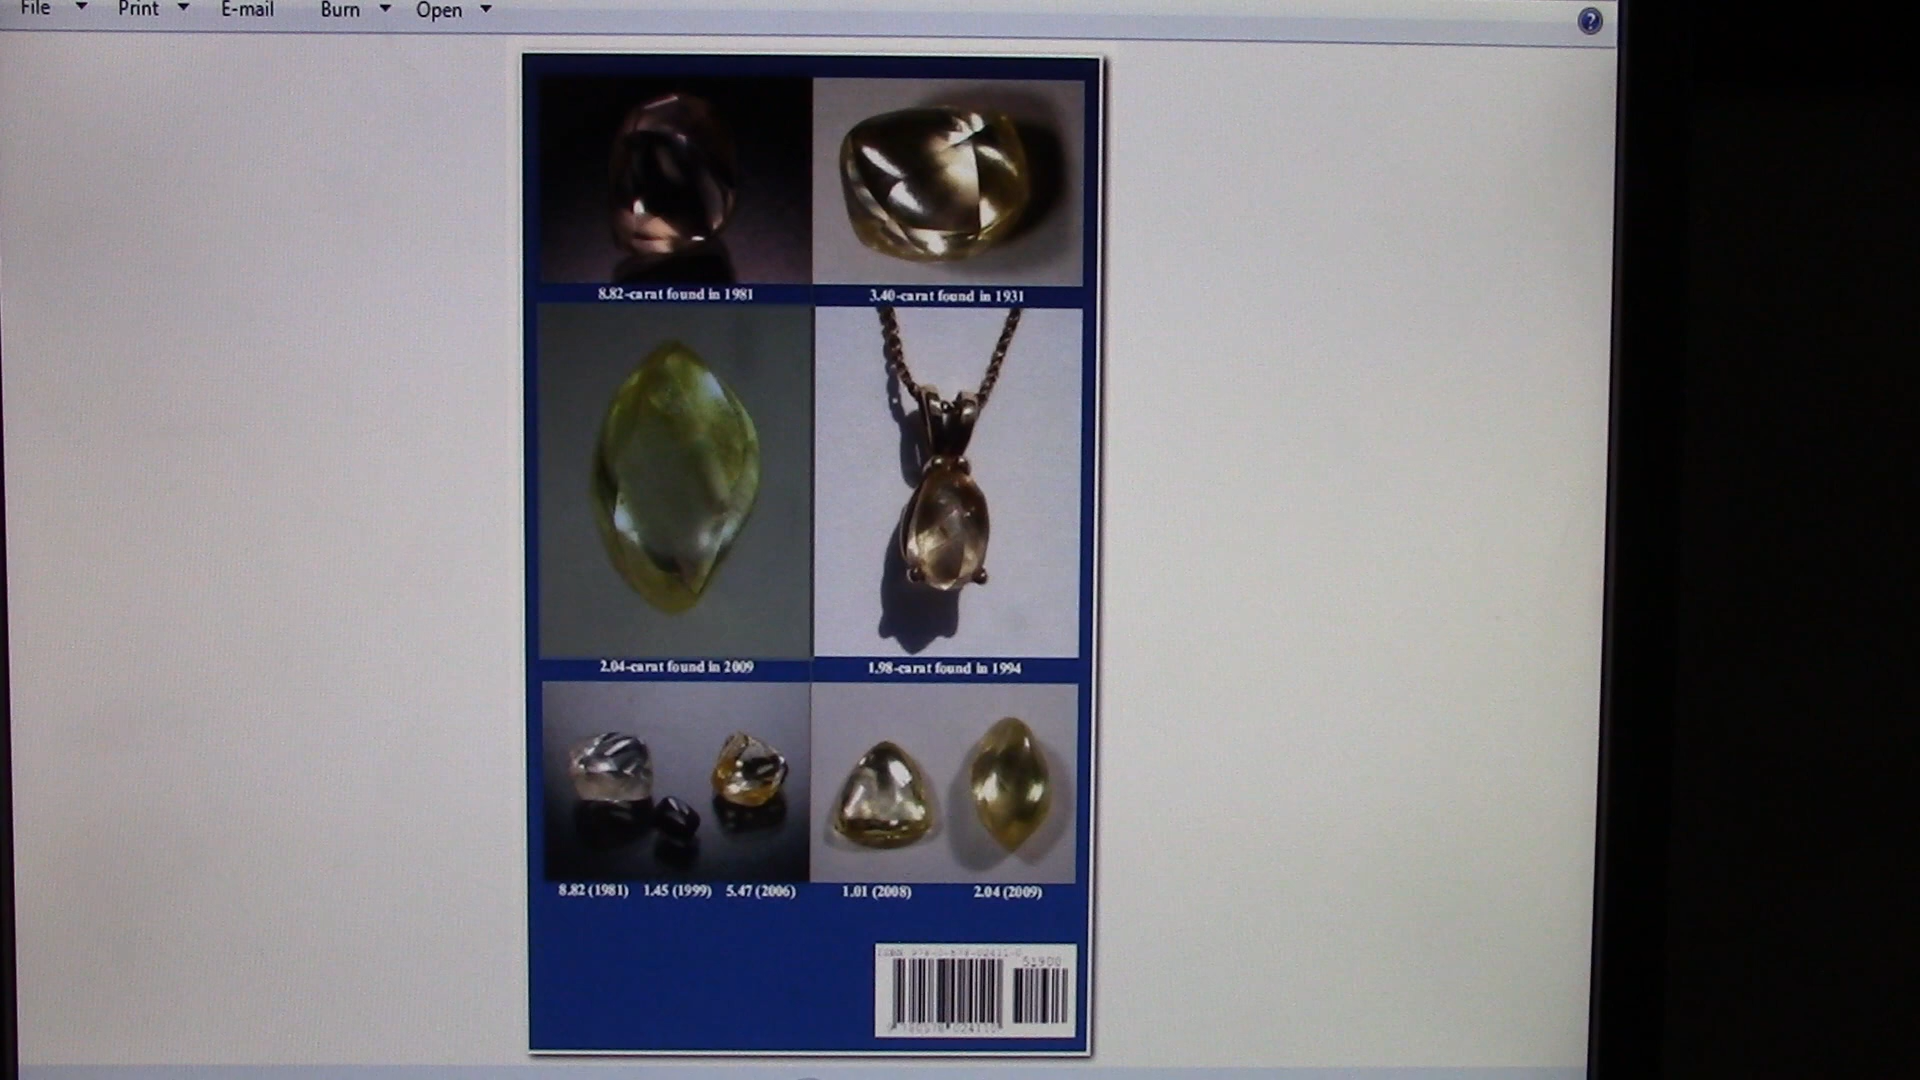 File Print E-mail Burn Open
?
8.82-carat found in 1981 3.40-carat found in 1931
2.04-carat found in 2009 1.98-carat found in 1994
8.82 (1981) 1.45 (1999) 5.47 (2006) 1.01 (2008) 2.04 (2009)
51900